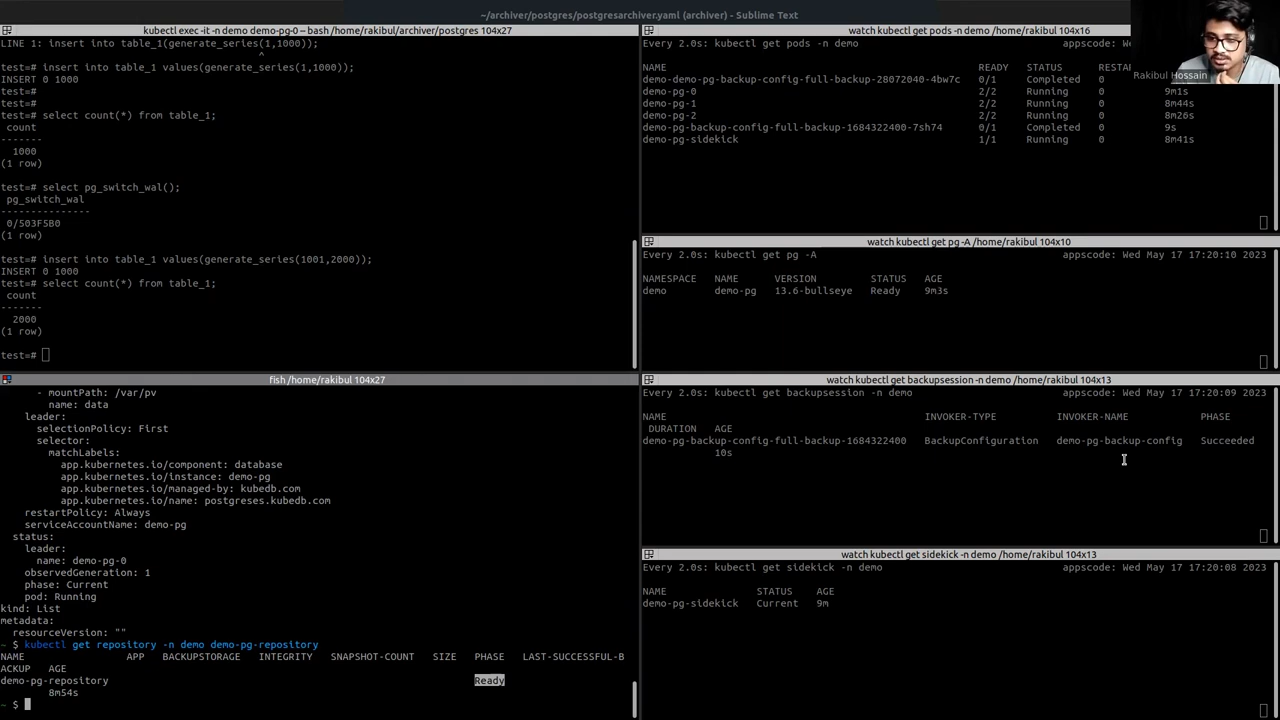 ~/archiver/postgres/postgresarchiver.yaml (archiver) - Sublime Text
kubectl exec -it -n demo demo-pg-0 -- bash /home/rakibul/archiver/postgres 104x27
LINE 1: insert into table_1(generate_series(1,1000));
^
test=# insert into table_1 values(generate_series(1,1000));
INSERT 0 1000
test=#
test=#
test=# select count(*) from table_1;
count
-------
1000
(1 row)
test=# select pg_switch_wal();
pg_switch_wal
---------------
0/503F5B0
(1 row)
test=# insert into table_1 values(generate_series(1001,2000));
INSERT 0 1000
test=# select count(*) from table_1;
count
-------
2000
(1 row)
test=#
fish /home/rakibul 104x27
- mountPath: /var/pv
name: data
leader:
selectionPolicy: First
selector:
matchLabels:
app.kubernetes.io/component: database
app.kubernetes.io/instance: demo-pg
app.kubernetes.io/managed-by: kubedb.com
app.kubernetes.io/name: postgreses.kubedb.com
restartPolicy: Always
serviceAccountName: demo-pg
status:
leader:
name: demo-pg-0
observedGeneration: 1
phase: Current
pod: Running
kind: List
metadata:
resourceVersion: ""
~ $ kubectl get repository -n demo demo-pg-repository
NAME APP BACKUPSTORAGE INTEGRITY SNAPSHOT-COUNT SIZE PHASE LAST-SUCCESSFUL-B
ACKUP AGE
demo-pg-repository Ready
8m54s
~ $
watch kubectl get pods -n demo /home/rakibul 104x16
Every 2.0s: kubectl get pods -n demo appscode: We
NAME READY STATUS RESTAR
demo-demo-pg-backup-config-full-backup-28072040-4bw7c 0/1 Completed 0
demo-pg-0 2/2 Running 0 9m1s
demo-pg-1 2/2 Running 0 8m44s
demo-pg-2 2/2 Running 0 8m26s
demo-pg-backup-config-full-backup-1684322400-7sh74 0/1 Completed 0 9s
demo-pg-sidekick 1/1 Running 0 8m41s
Rakibul Hossain
watch kubectl get pg -A /home/rakibul 104x10
Every 2.0s: kubectl get pg -A appscode: Wed May 17 17:20:10 2023
NAMESPACE NAME VERSION STATUS AGE
demo demo-pg 13.6-bullseye Ready 9m3s
watch kubectl get backupsession -n demo /home/rakibul 104x13
Every 2.0s: kubectl get backupsession -n demo appscode: Wed May 17 17:20:09 2023
NAME INVOKER-TYPE INVOKER-NAME PHASE
DURATION AGE
demo-pg-backup-config-full-backup-1684322400 BackupConfiguration demo-pg-backup-config Succeeded
10s
watch kubectl get sidekick -n demo /home/rakibul 104x13
Every 2.0s: kubectl get sidekick -n demo appscode: Wed May 17 17:20:08 2023
NAME STATUS AGE
demo-pg-sidekick Current 9m